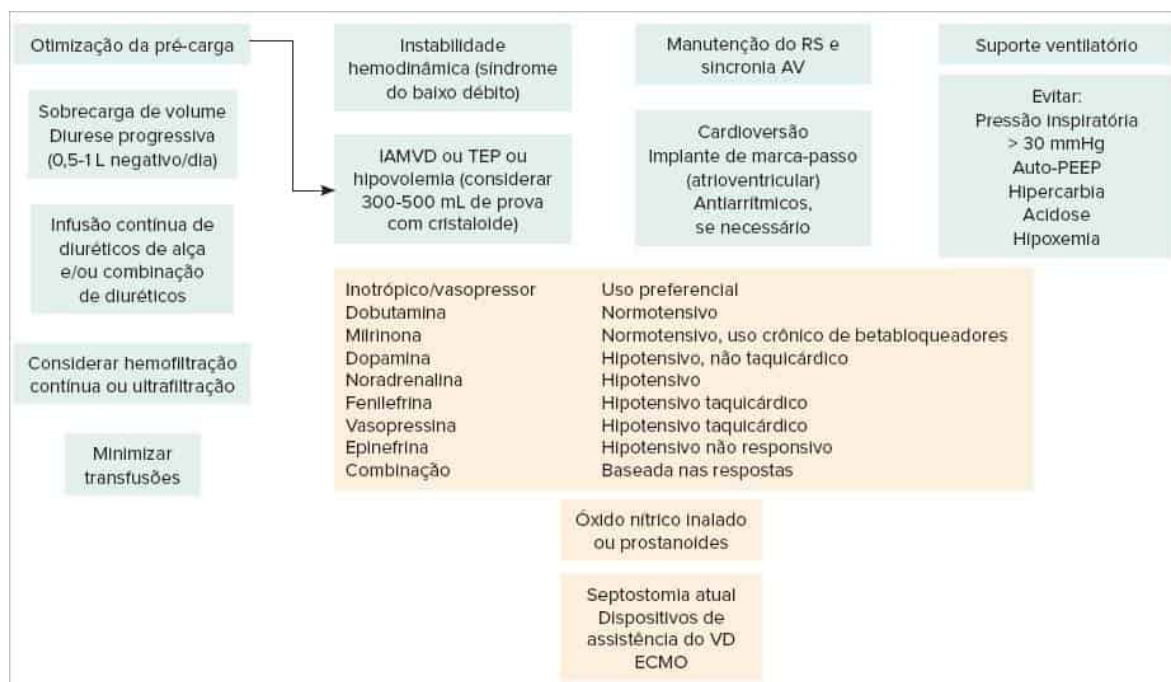 Otimização da pré-carga
Sobrecarga de volume
Diurese progressiva
(0,5-1 L negativo/dia)
Infusão contínua de
diuréticos de alça
e/ou combinação
de diuréticos
Considerar hemofiltração
contínua ou ultrafiltração
Minimizar
transfusões
Instabilidade
hemodinâmica (síndrome
do baixo débito)
IAMVD ou TEP ou
hipovolemia (considerar
300-500 mL de prova
com cristaloide)
Manutenção do RS e
sincronia AV
Cardioversão
Implante de marca-passo
(atrioventricular)
Antiarrítmicos,
se necessário
Suporte ventilatório
Evitar:
Pressão inspiratória
> 30 mmHg
Auto-PEEP
Hipercarbia
Acidose
Hipoxemia
Inotrópico/vasopressor Uso preferencial
Dobutamina Normotensivo
Milrinona Normotensivo, uso crônico de betabloqueadores
Dopamina Hipotensivo, não taquicárdico
Noradrenalina Hipotensivo
Fenilefrina Hipotensivo taquicárdico
Vasopressina Hipotensivo taquicárdico
Epinefrina Hipotensivo não responsivo
Combinação Baseada nas respostas
Óxido nítrico inalado
ou prostanoides
Septostomia atual
Dispositivos de
assistência do VD
ECMO